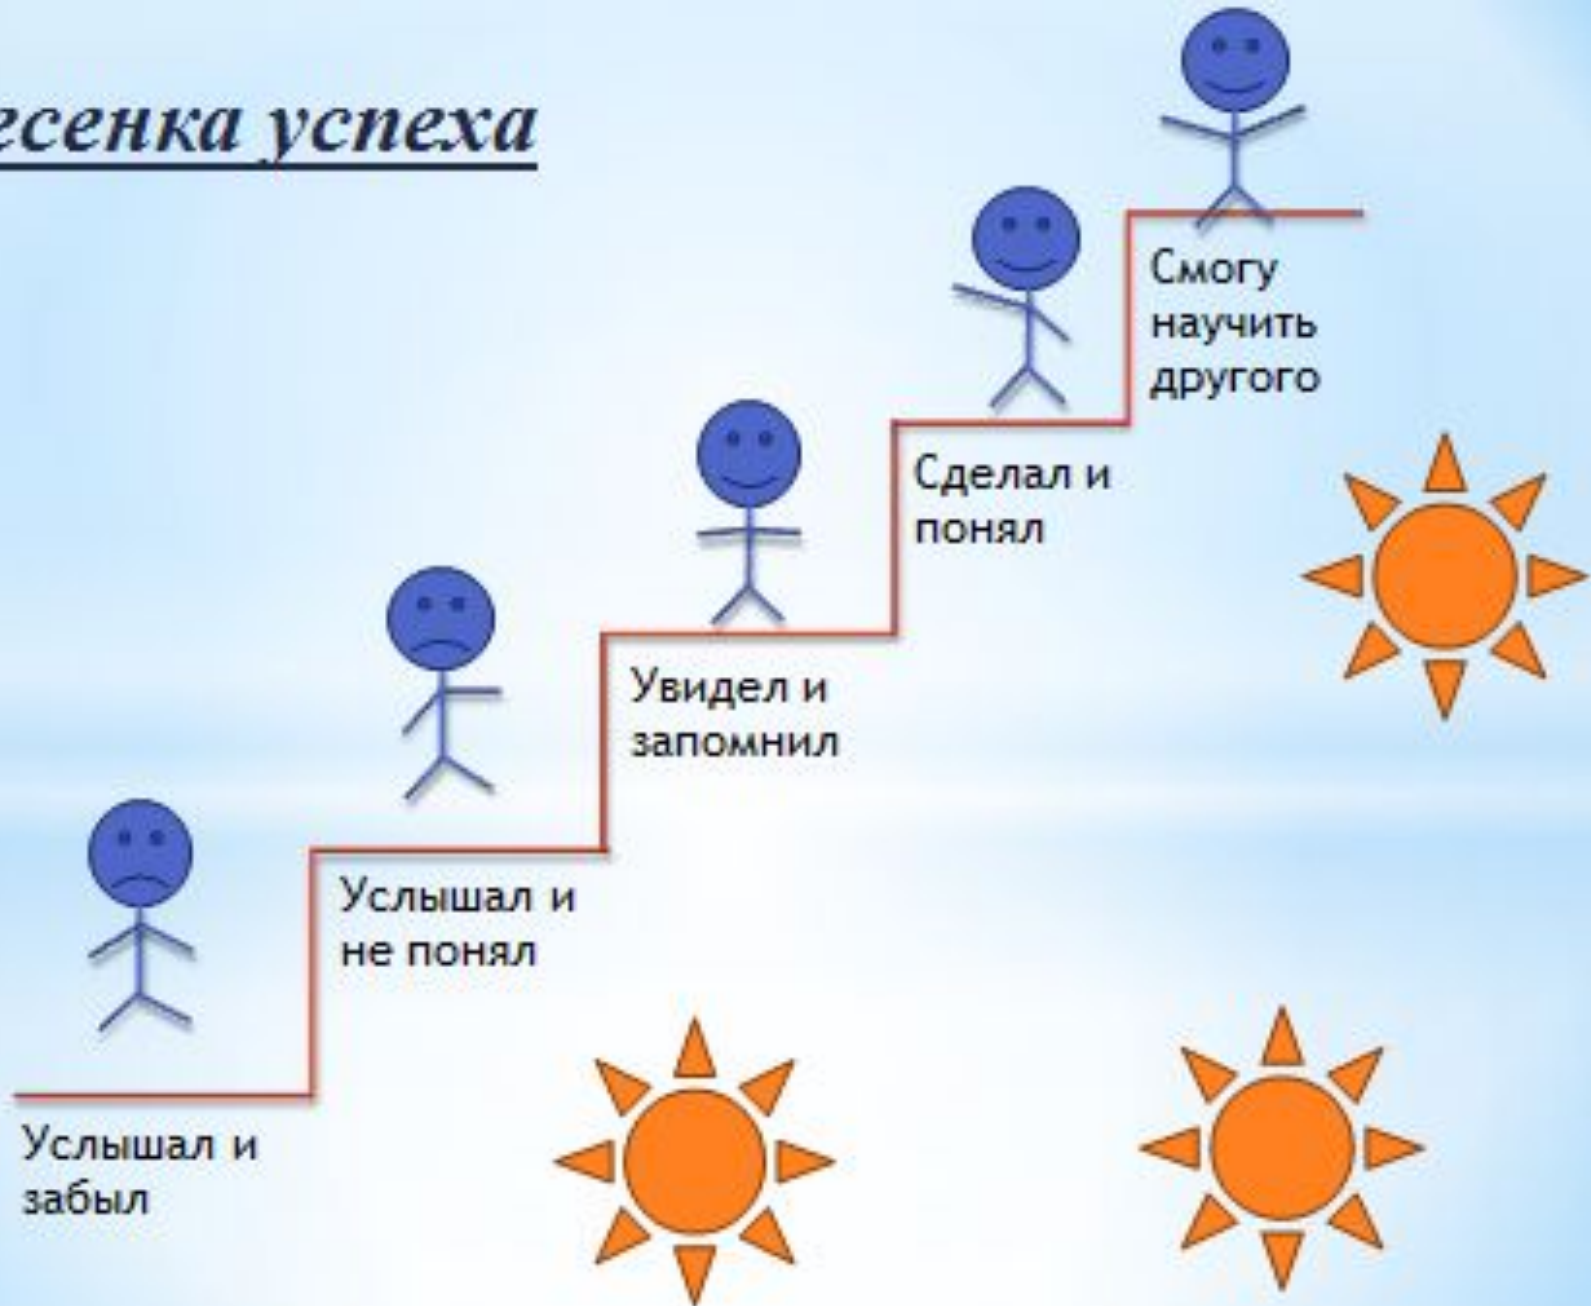 есенка успеха
Смогу
научить
другого
Сделал и
понял
Увидел и
запомнил
Услышал и
не понял
Услышал и
забыл